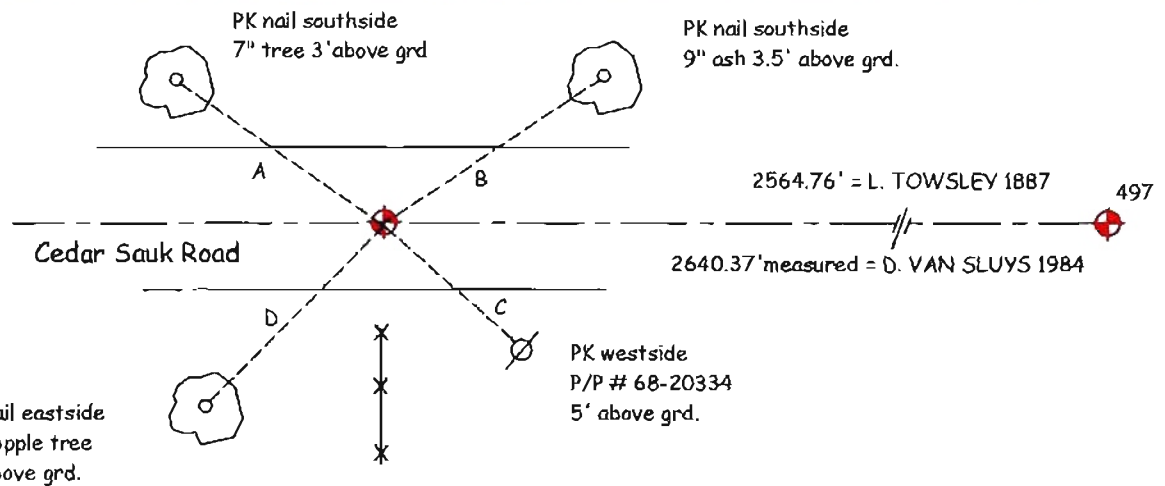 PK nail southside
7" tree 3'above grd
PK nail southside
9" ash 3.5' above grd.
A
B
2564.76' = L. TOWSLEY 1887
497
Cedar Sauk Road
2640.37'measured = D. VAN SLUYS 1984
D
C
PK westside
P/P # 68-20334
5' above grd.
eastside
tree
grd.